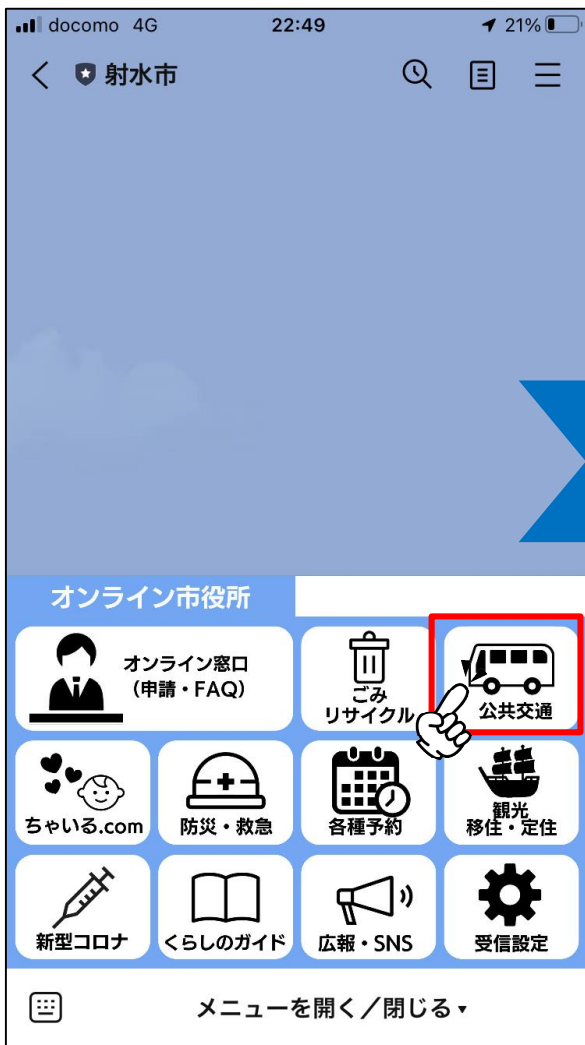 docomo 4G 22:49 21%
射水市
オンライン市役所
オンライン窓口
(申請・FAQ)
ごみ
リサイクル
公共交通
ちゃいる.com
防災・救急
各種予約
観光
移住・定住
新型コロナ
くらしのガイド
広報・SNS
受信設定
メニューを開く/閉じる▾